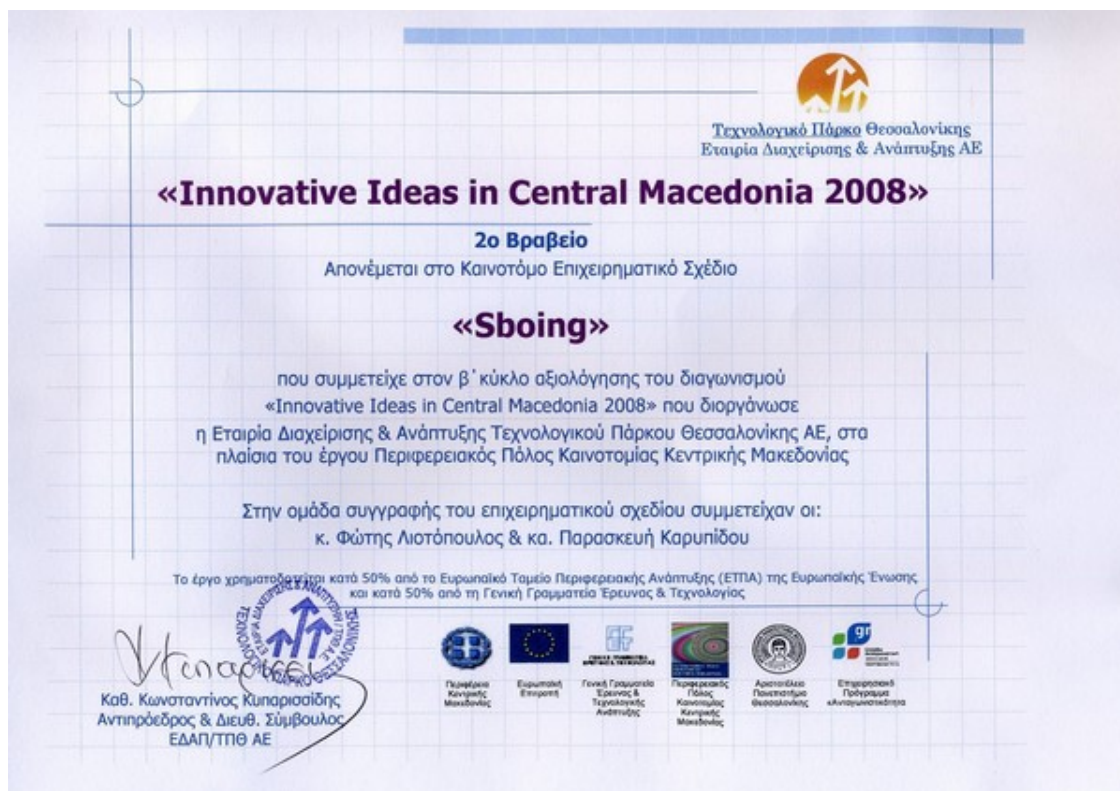 Τεχνολογικό Πάρκο Θεσσαλονίκης
Εταιρία Διαχείρισης & Ανάπτυξης ΑΕ
«Innovative Ideas in Central Macedonia 2008»
2ο Βραβείο
Απονέμεται στο Καινοτόμο Επιχειρηματικό Σχέδιο
«Sboing»
που συμμετείχε στον β΄κύκλο αξιολόγησης του διαγωνισμού
«Innovative Ideas in Central Macedonia 2008» που διοργάνωσε
η Εταιρία Διαχείρισης & Ανάπτυξης Τεχνολογικού Πάρκου Θεσσαλονίκης ΑΕ, στα
πλαίσια του έργου Περιφερειακός Πόλος Καινοτομίας Κεντρικής Μακεδονίας
Στην ομάδα συγγραφής του επιχειρηματικού σχεδίου συμμετείχαν οι:
κ. Φώτης Λιοτόπουλος & κα. Παρασκευή Καρυπίδου
Το έργο χρηματοδοτείται κατά 50% από το Ευρωπαϊκό Ταμείο Περιφερειακής Ανάπτυξης (ΕΤΠΑ) της Ευρωπαϊκής Ένωσης
και κατά 50% από τη Γενική Γραμματεία Έρευνας & Τεχνολογίας
Καθ. Κωνσταντίνος Κυπαρισσίδης
Αντιπρόεδρος & Διευθ. Σύμβουλος
ΕΔΑΠ/ΤΠΘ ΑΕ
gr
Περιφέρεια
Κεντρικής
Μακεδονίας
Ευρωπαϊκή
Επιτροπή
Γενική Γραμματεία
Έρευνας &
Τεχνολογικής
Ανάπτυξης
Περιφερειακός
Πόλος
Καινοτομίας
Κεντρικής
Μακεδονίας
Αριστοτέλειο
Πανεπιστήμιο
Θεσσαλονίκης
Επιχειρησιακό
Πρόγραμμα
«Ανταγωνιστικότητα